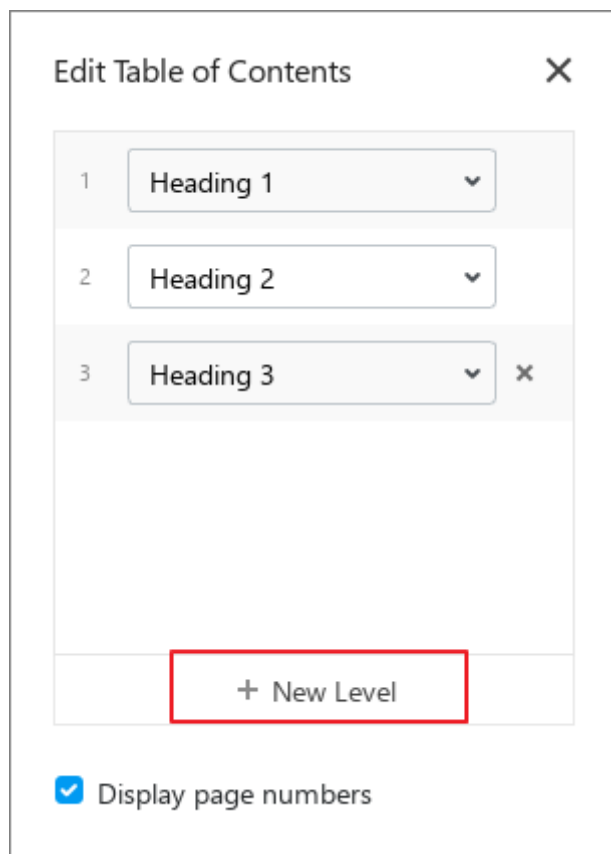 Edit Table of Contents
1 Heading 1
2 Heading 2
3 Heading 3
+ New Level
Display page numbers